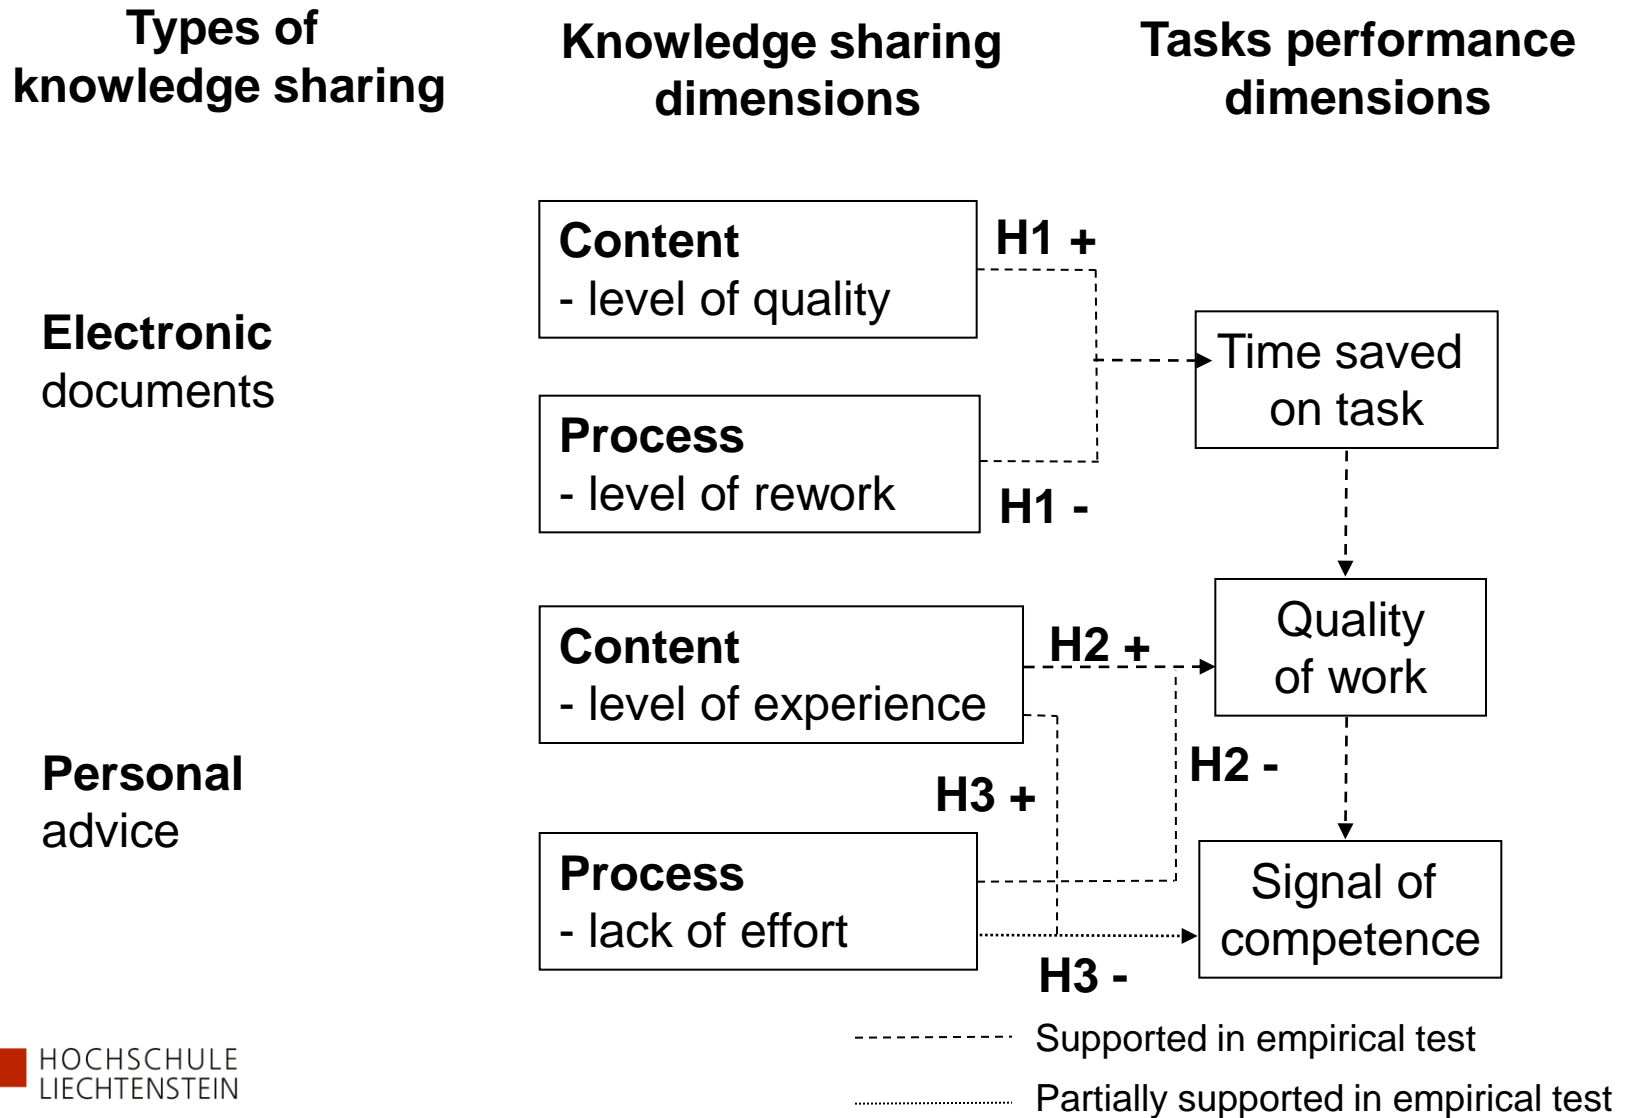 Types of
knowledge sharing
Knowledge sharing
dimensions
Tasks performance
dimensions
Electronic
documents
Content
- level of quality
H1 +
Process
- level of rework
H1 -
Time saved
on task
Personal
advice
Content
- level of experience
H2 +
H3 +
H2 -
Process
- lack of effort
H3 -
Quality
of work
Signal of
competence
HOCHSCHULE
LIECHTENSTEIN
Supported in empirical test
Partially supported in empirical test